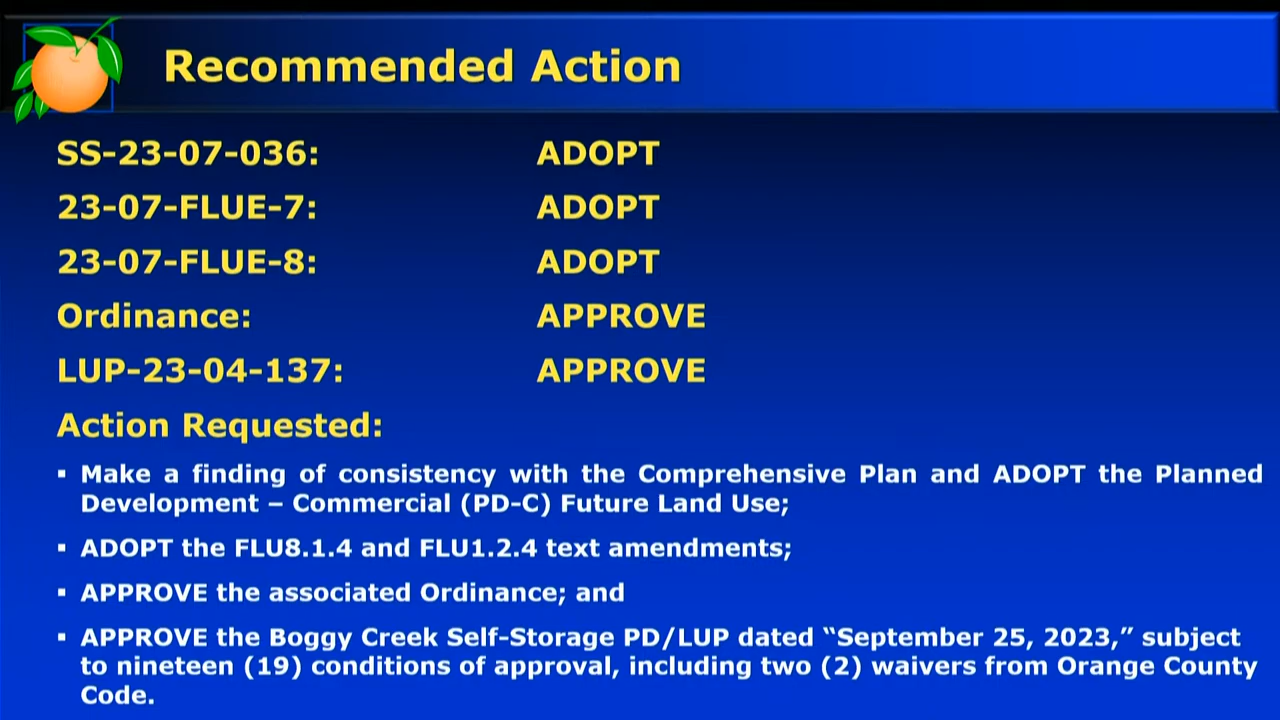 Recommended Action
SS-23-07-036: ADOPT
23-07-FLUE-7: ADOPT
23-07-FLUE-8: ADOPT
Ordinance: APPROVE
LUP-23-04-137: APPROVE
Action Requested:
▪ Make a finding of consistency with the Comprehensive Plan and ADOPT the Planned
Development – Commercial (PD-C) Future Land Use;
▪ ADOPT the FLU8.1.4 and FLU1.2.4 text amendments;
▪ APPROVE the associated Ordinance; and
▪ APPROVE the Boggy Creek Self-Storage PD/LUP dated “September 25, 2023,” subject
to nineteen (19) conditions of approval, including two (2) waivers from Orange County
Code.